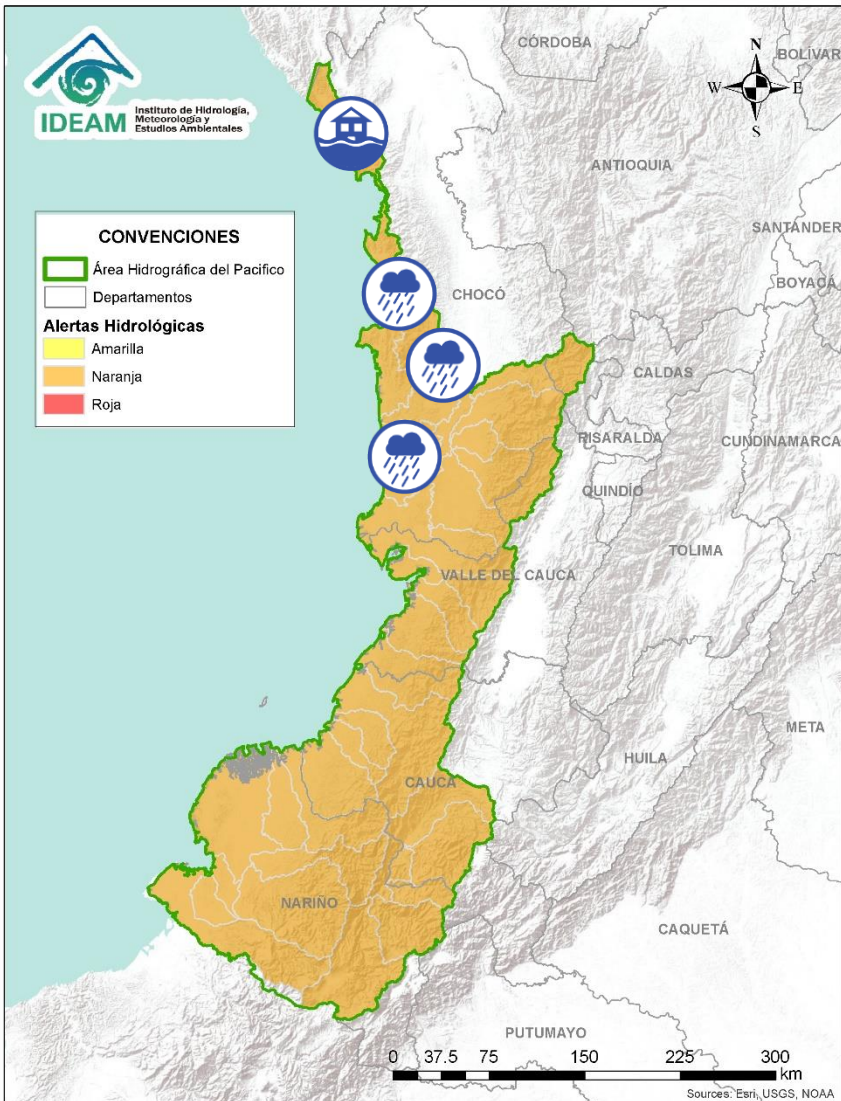 IDEAM
Instituto de Hidrología,
Meteorología y
Estudios Ambientales
CÓRDOBA
BOLÍVAR
N
W
E
S
ANTIOQUIA
SANTANDER
BOYACÁ
CONVENCIONES
Área Hidrográfica del Pacifico
Departamentos
Alertas Hidrológicas
Amarilla
Naranja
Roja
CHOCÓ
CALDAS
RISARALDA
CUNDINAMARCA
QUINDÍO
TOLIMA
VALLE DEL CAUCA
META
HUILA
CAUCA
NARIÑO
CAQUETÁ
PUTUMAYO
0 37.5 75 150 225 300
km
Sources: Esri, USGS, NOAA